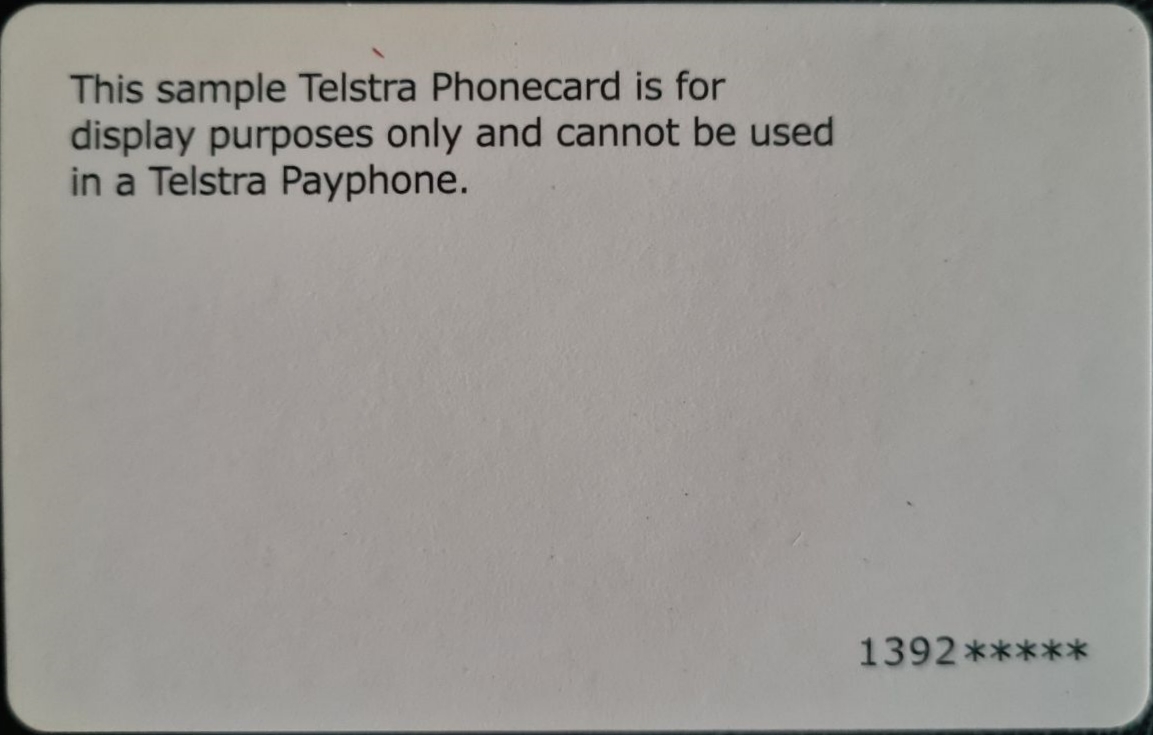 This sample Telstra Phonecard is for
display purposes only and cannot be used
in a Telstra Payphone.
1392*****